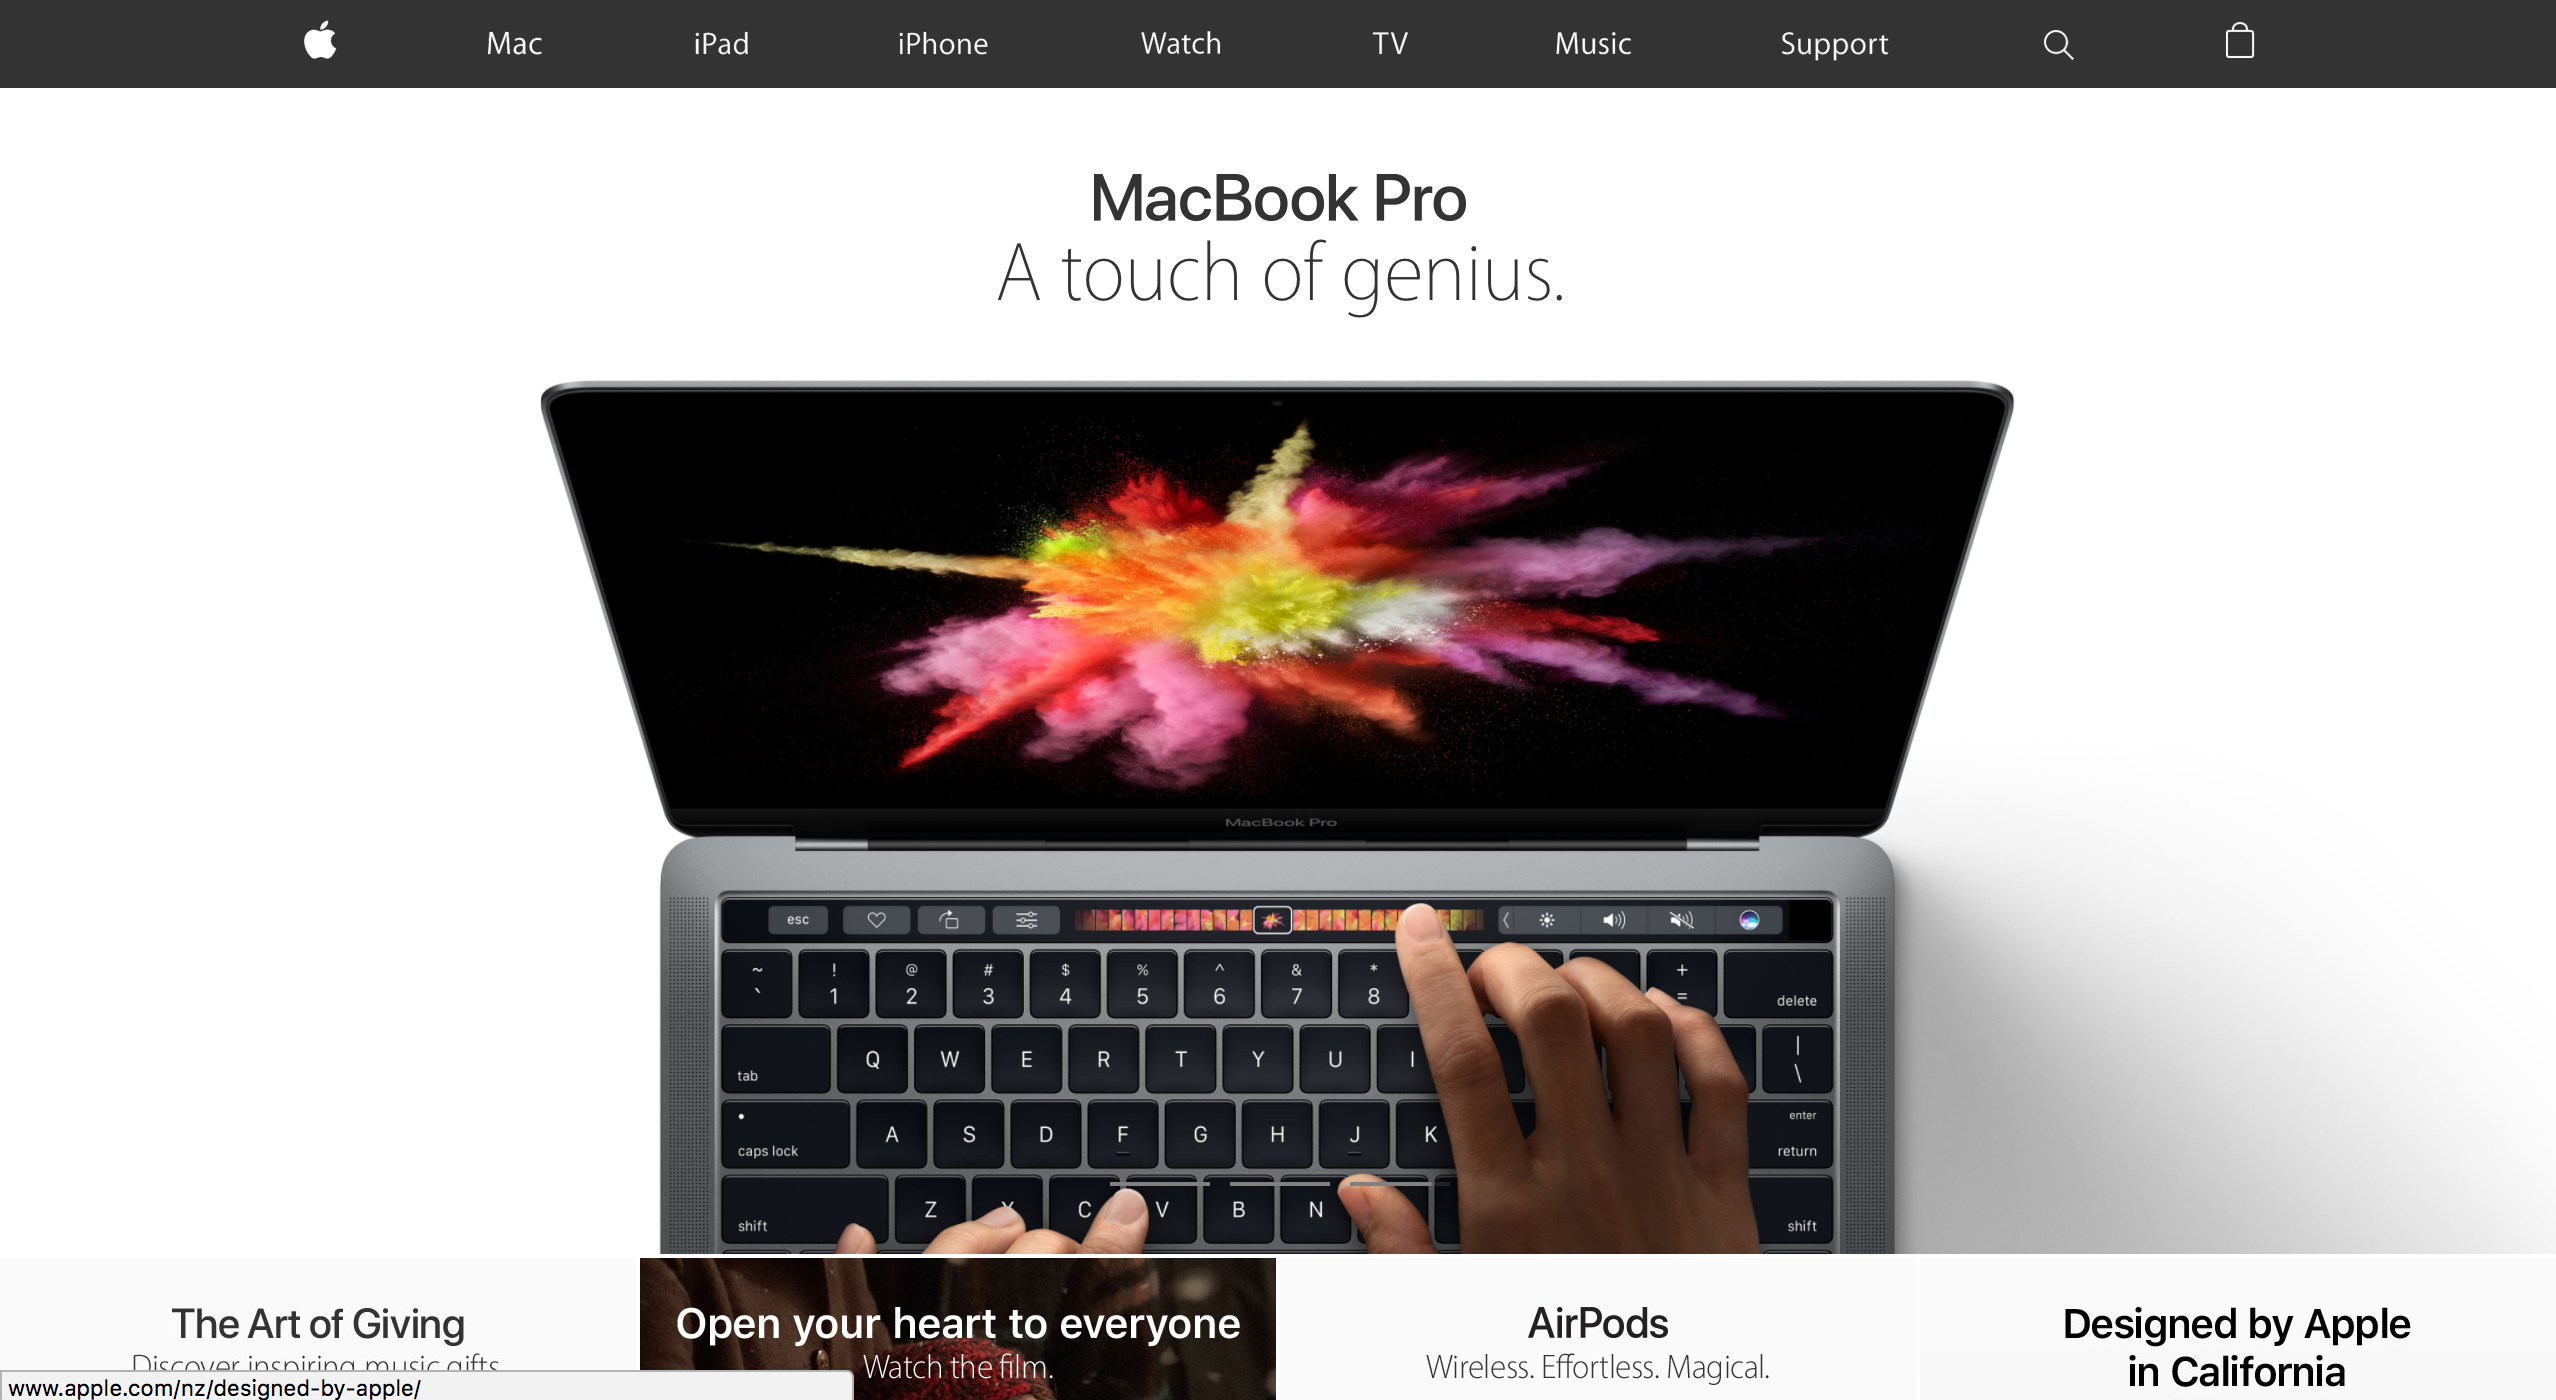 Mac iPad iPhone Watch TV Music Support
MacBook Pro
A touch of genius.
MacBook Pro
esc
~ ! @ # $ % ^ & * +
` 1 2 3 4 5 6 7 8 = delete
tab Q W E R T Y U I | \
caps lock A S D F G H J K enter return
shift Z X C V B N shift
The Art of Giving
Discover inspiring music gifts
Open your heart to everyone
Watch the film.
AirPods
Wireless. Effortless. Magical.
Designed by Apple
in California
www.apple.com/nz/designed-by-apple/